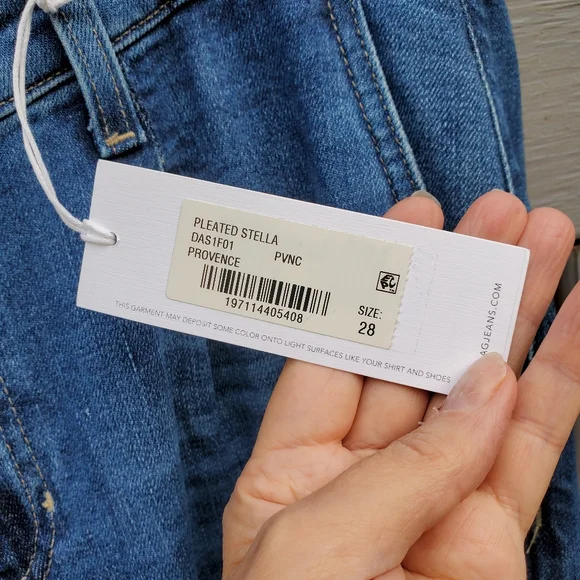 PLEATED STELLA
DAS1F01
PROVENCE PVNC
197114405408
SIZE:
28
THIS GARMENT MAY DEPOSIT SOME COLOR ONTO LIGHT SURFACES LIKE YOUR SHIRT AND SHOES
AGJEANS.COM